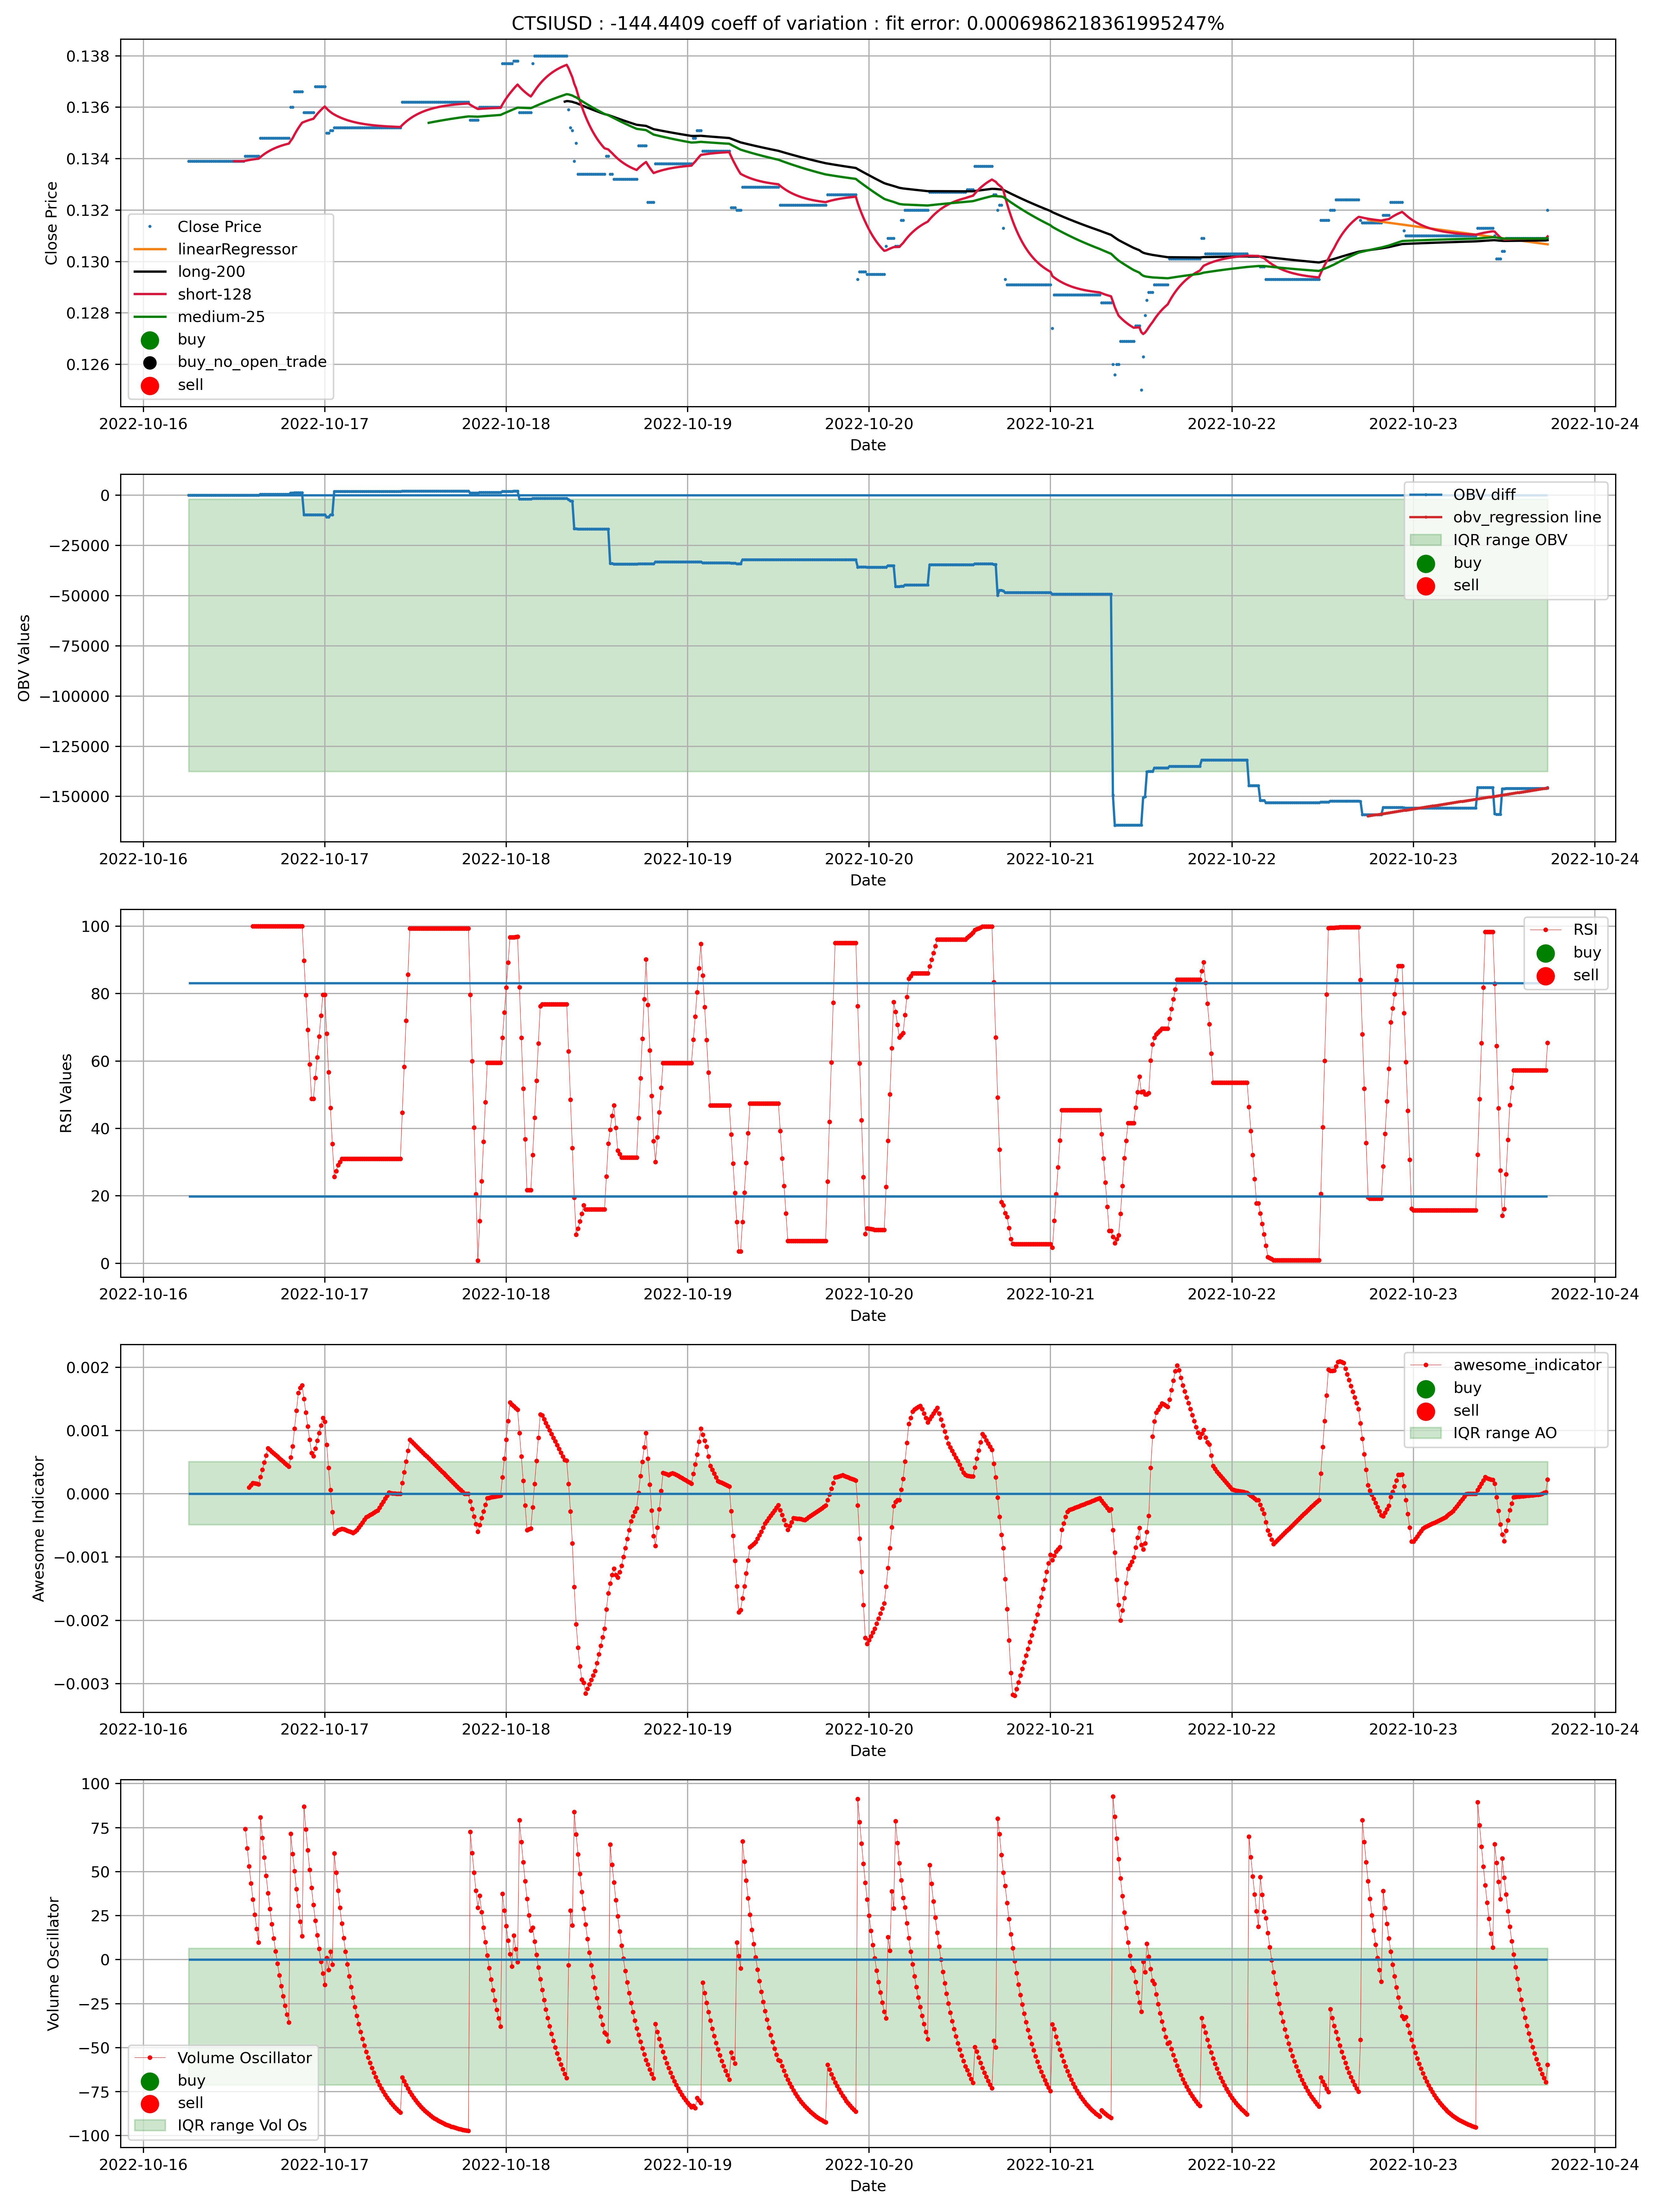 CTSIUSD : -144.4409 coeff of variation : fit error: 0.0006986218361995247%
0.138
0.136
0.134
0.132
0.130
0.128
0.126
Close Price
Close Price
linearRegressor
long-200
short-128
medium-25
buy
buy_no_open_trade
sell
2022-10-16 2022-10-17 2022-10-18 2022-10-19 2022-10-20 2022-10-21 2022-10-22 2022-10-23 2022-10-24
Date
0
−25000
−50000
−75000
−100000
−125000
−150000
OBV Values
OBV diff
obv_regression line
IQR range OBV
buy
sell
2022-10-16 2022-10-17 2022-10-18 2022-10-19 2022-10-20 2022-10-21 2022-10-22 2022-10-23 2022-10-24
Date
100
80
60
40
20
0
RSI Values
RSI
buy
sell
2022-10-16 2022-10-17 2022-10-18 2022-10-19 2022-10-20 2022-10-21 2022-10-22 2022-10-23 2022-10-24
Date
0.002
0.001
0.000
−0.001
−0.002
−0.003
Awesome Indicator
awesome_indicator
buy
sell
IQR range AO
2022-10-16 2022-10-17 2022-10-18 2022-10-19 2022-10-20 2022-10-21 2022-10-22 2022-10-23 2022-10-24
Date
100
75
50
25
0
−25
−50
−75
−100
Volume Oscillator
Volume Oscillator
buy
sell
IQR range Vol Os
2022-10-16 2022-10-17 2022-10-18 2022-10-19 2022-10-20 2022-10-21 2022-10-22 2022-10-23 2022-10-24
Date